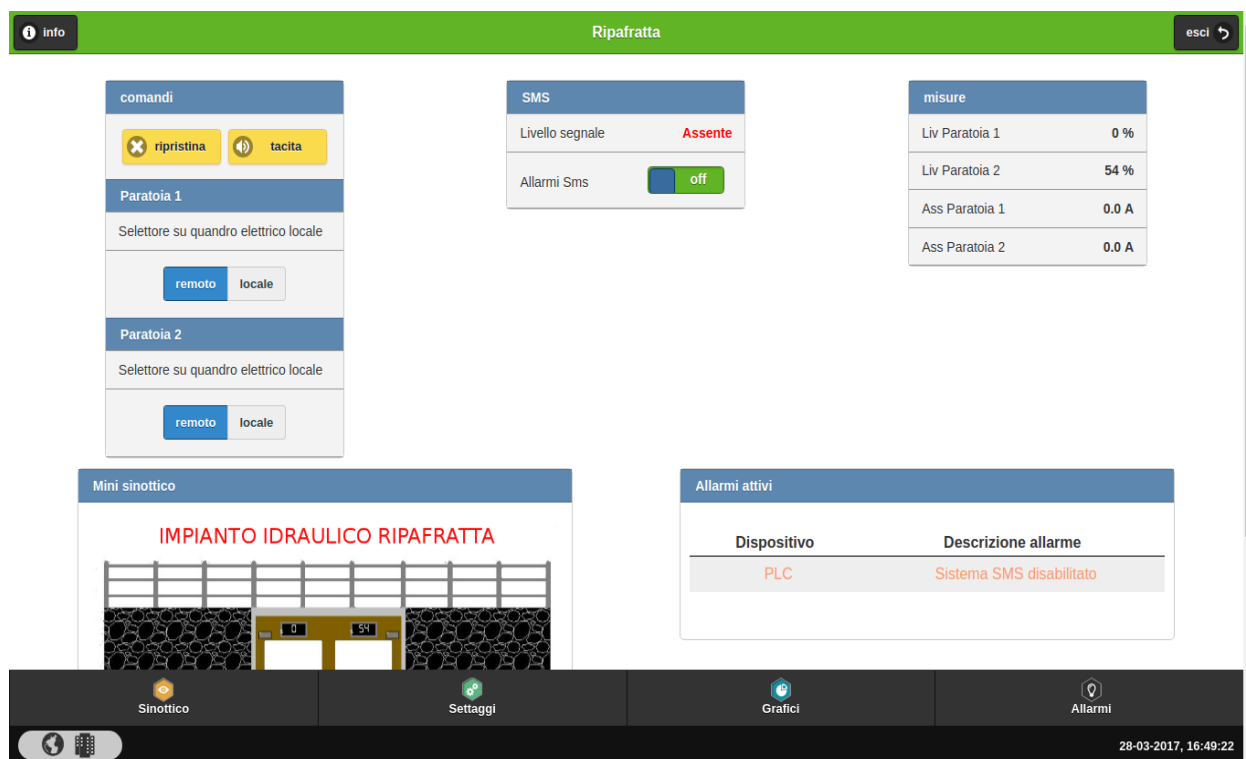 info
Ripafratta
esci
comandi
ripristina
tacita
Paratoia 1
Selettore su quandro elettrico locale
remoto locale
Paratoia 2
Selettore su quandro elettrico locale
remoto locale
SMS
Livello segnale Assente
Allarmi Sms off
misure
Liv Paratoia 1 0 %
Liv Paratoia 2 54 %
Ass Paratoia 1 0.0 A
Ass Paratoia 2 0.0 A
Mini sinottico
IMPIANTO IDRAULICO RIPAFRATTA
0 54
Allarmi attivi
Dispositivo Descrizione allarme
PLC Sistema SMS disabilitato
Sinottico
Settaggi
Grafici
Allarmi
28-03-2017, 16:49:22